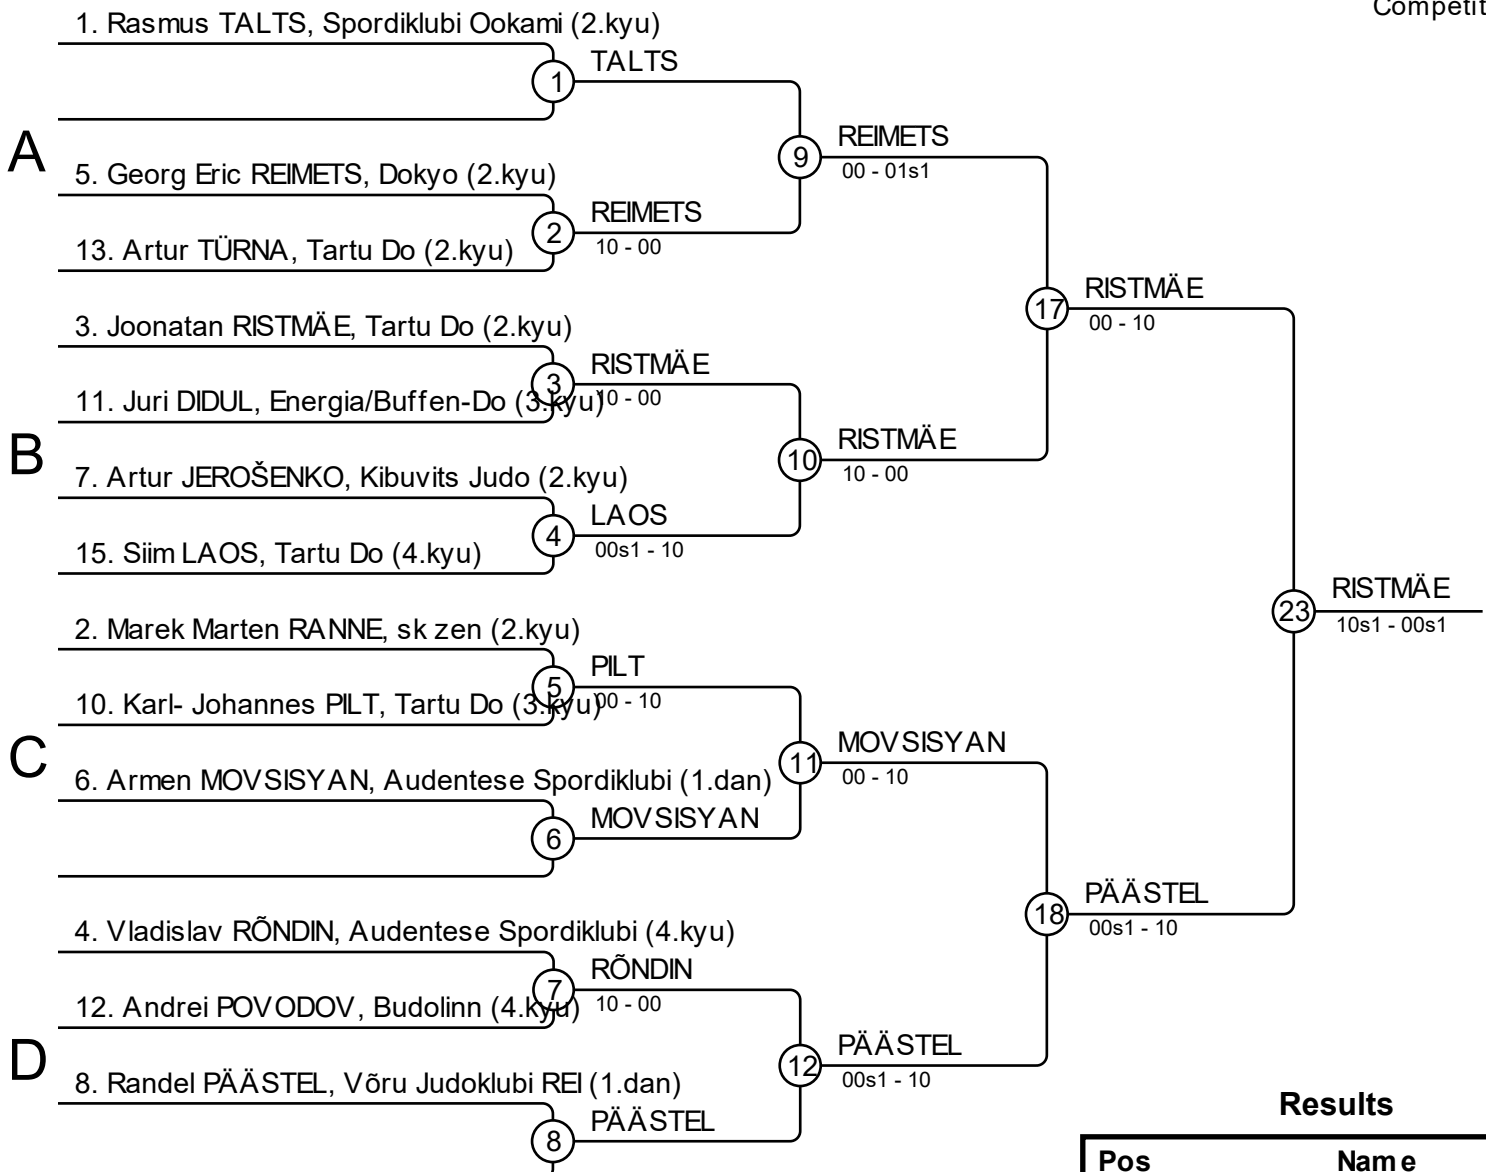 Competit
1. Rasmus TALTS, Spordiklubi Ookami (2.kyu)
1
TALTS
A
9
REIMETS
00 - 01s1
5. Georg Eric REIMETS, Dokyo (2.kyu)
2
REIMETS
10 - 00
13. Artur TÜRNA, Tartu Do (2.kyu)
17
RISTMÄE
00 - 10
3. Joonatan RISTMÄE, Tartu Do (2.kyu)
3
RISTMÄE
10 - 00
11. Juri DIDUL, Energia/Buffen-Do (3.kyu)
B
10
RISTMÄE
10 - 00
7. Artur JEROŠENKO, Kibuvits Judo (2.kyu)
4
LAOS
00s1 - 10
15. Siim LAOS, Tartu Do (4.kyu)
23
RISTMÄE
10s1 - 00s1
2. Marek Marten RANNE, sk zen (2.kyu)
5
PILT
00 - 10
10. Karl- Johannes PILT, Tartu Do (3.kyu)
C
11
MOVSISYAN
00 - 10
6. Armen MOVSISYAN, Audentese Spordiklubi (1.dan)
6
MOVSISYAN
18
PÄÄSTEL
00s1 - 10
4. Vladislav RÕNDIN, Audentese Spordiklubi (4.kyu)
7
RÕNDIN
10 - 00
12. Andrei POVODOV, Budolinn (4.kyu)
D
12
PÄÄSTEL
00s1 - 10
8. Randel PÄÄSTEL, Võru Judoklubi REI (1.dan)
8
PÄÄSTEL
Results
Pos Name